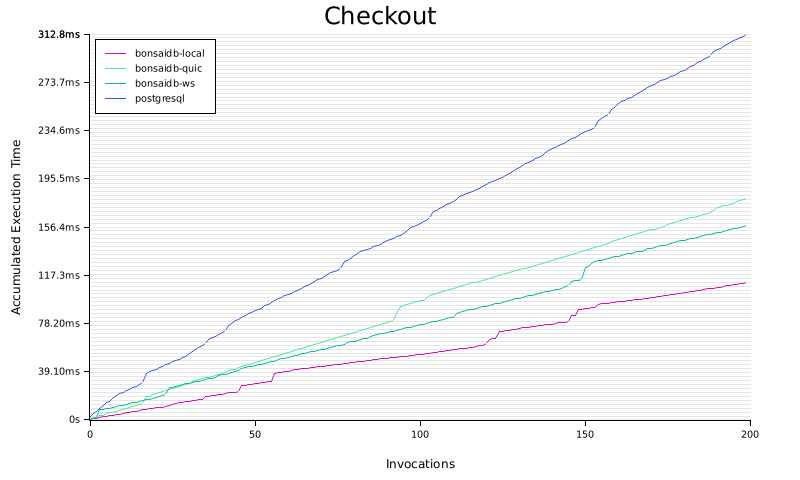 Checkout
312.8ms
273.7ms
234.6ms
195.5ms
156.4ms
117.3ms
78.20ms
39.10ms
0s
bonsaidb-local
bonsaidb-quic
bonsaidb-ws
postgresql
Accumulated Execution Time
0 50 100 150 200
Invocations